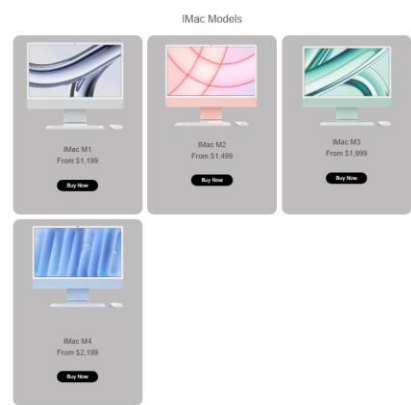 IMac Models
IMac M1
From $1,199
Buy Now
IMac M2
From $1,499
Buy Now
IMac M3
From $1,999
Buy Now
IMac M4
From $2,199
Buy Now